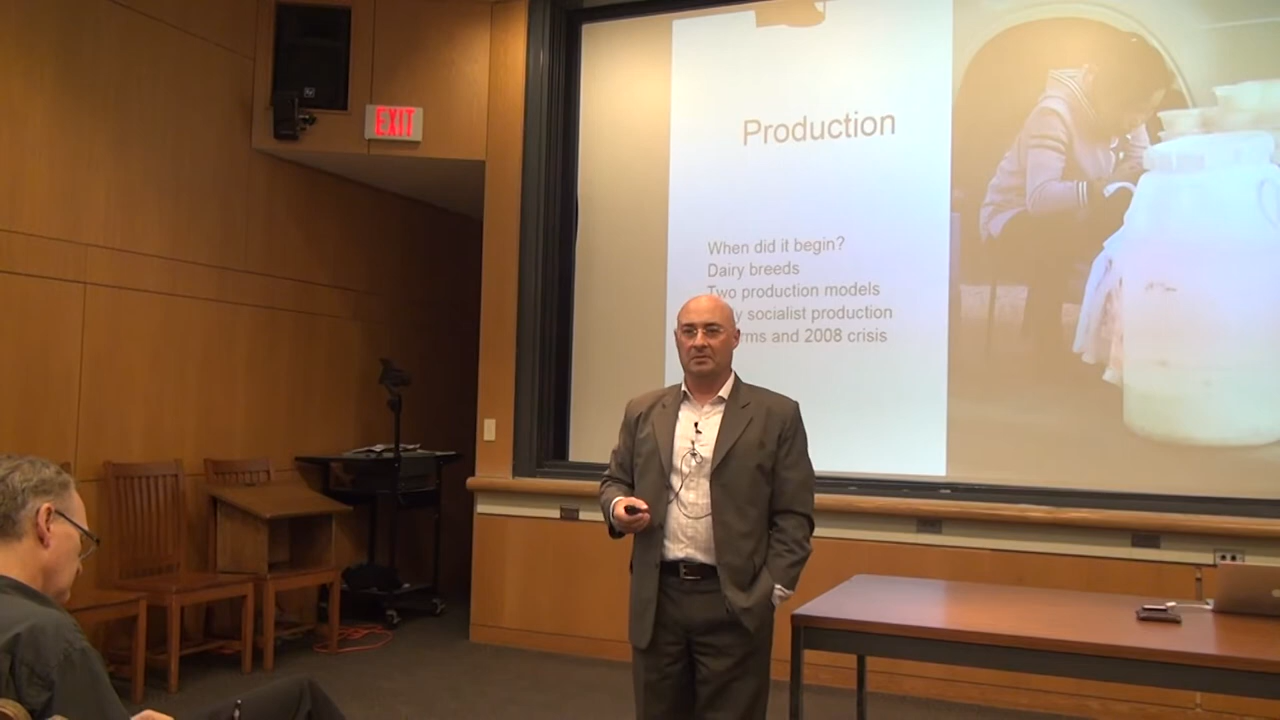 EXIT
Production
When did it begin?
Dairy breeds
Two production models
socialist production
and 2008 crisis